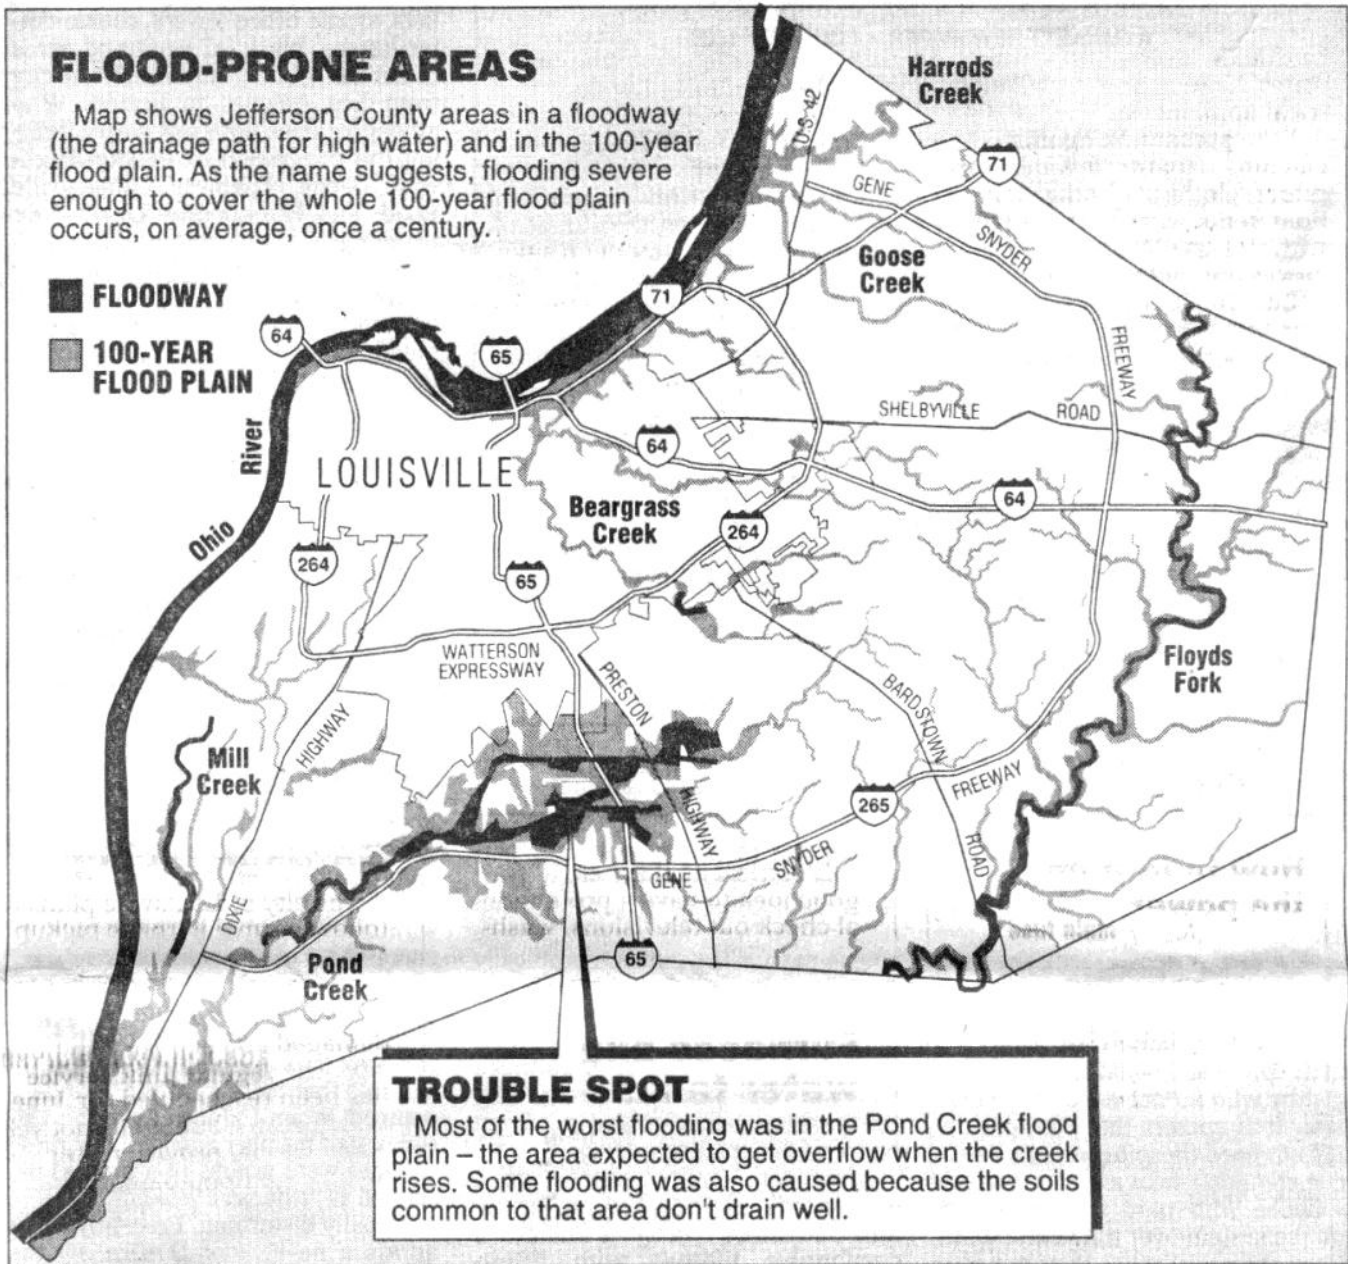 FLOOD-PRONE AREAS
Map shows Jefferson County areas in a floodway
(the drainage path for high water) and in the 100-year
flood plain. As the name suggests, flooding severe
enough to cover the whole 100-year flood plain
occurs, on average, once a century.
FLOODWAY
100-YEAR
FLOOD PLAIN
Harrods
Creek
U.S. 42
71
GENE
SNYDER
FREEWAY
Goose
Creek
71
64
65
SHELBYVILLE ROAD
64
River
LOUISVILLE
Beargrass
Creek
64
264
Ohio
264
65
WATTERSON
EXPRESSWAY
PRESTON
HIGHWAY
BARDSTOWN
ROAD
Floyds
Fork
Mill
Creek
DIXIE
HIGHWAY
265
FREEWAY
GENE
SNYDER
65
Pond
Creek
TROUBLE SPOT
Most of the worst flooding was in the Pond Creek flood
plain – the area expected to get overflow when the creek
rises. Some flooding was also caused because the soils
common to that area don't drain well.